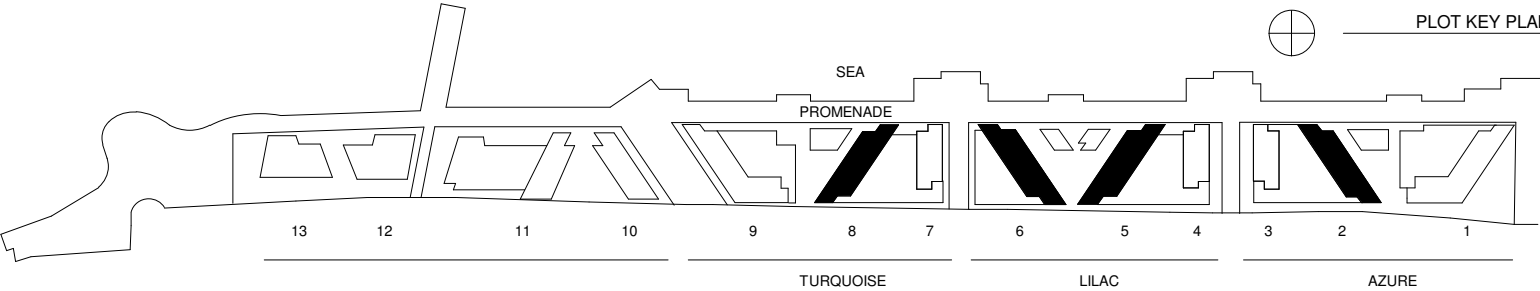 PLOT KEY
SEA
PROMENADE
13 12 11 10 9 8 7 6 5 4 3 2 1
TURQUOISE LILAC AZURE